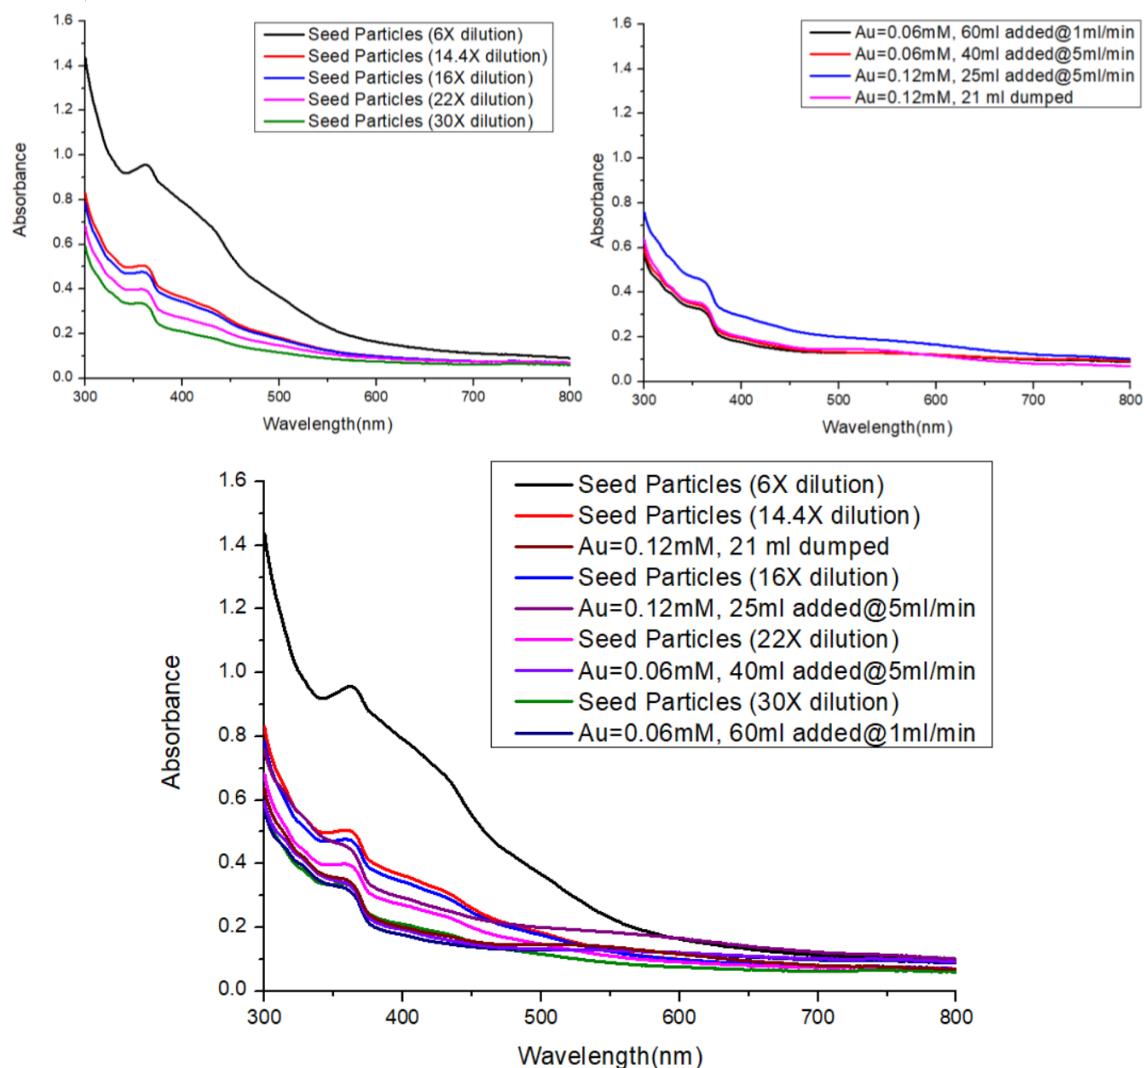 1.6
1.4
1.2
1.0
0.8
0.6
0.4
0.2
0.0
Absorbance
300
400
500
600
700
800
Wavelength(nm)
Seed Particles (6X dilution)
Seed Particles (14.4X dilution)
Seed Particles (16X dilution)
Seed Particles (22X dilution)
Seed Particles (30X dilution)
1.6
1.4
1.2
1.0
0.8
0.6
0.4
0.2
0.0
Absorbance
300
400
500
600
700
800
Wavelength(nm)
Au=0.06mM, 60ml added@1ml/min
Au=0.06mM, 40ml added@5ml/min
Au=0.12mM, 25ml added@5ml/min
Au=0.12mM, 21 ml dumped
1.6
1.4
1.2
1.0
0.8
0.6
0.4
0.2
0.0
Absorbance
300
400
500
600
700
800
Wavelength(nm)
Seed Particles (6X dilution)
Seed Particles (14.4X dilution)
Au=0.12mM, 21 ml dumped
Seed Particles (16X dilution)
Au=0.12mM, 25ml added@5ml/min
Seed Particles (22X dilution)
Au=0.06mM, 40ml added@5ml/min
Seed Particles (30X dilution)
Au=0.06mM, 60ml added@1ml/min